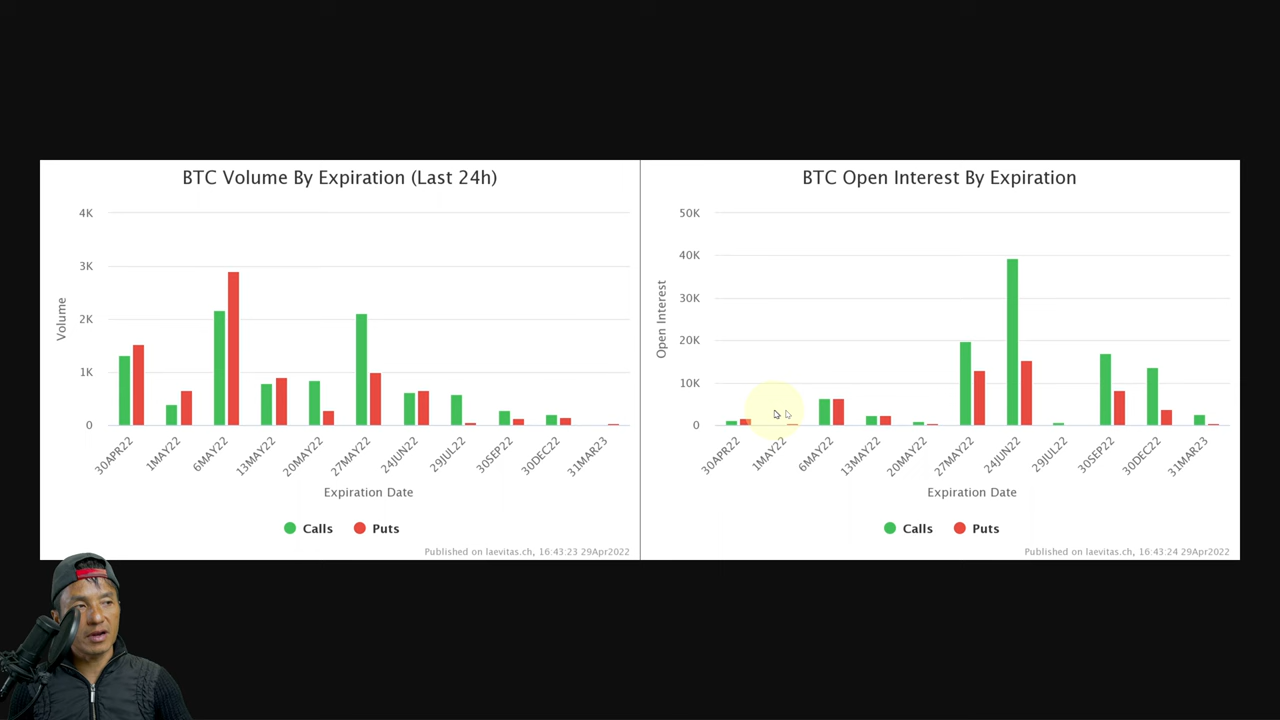 BTC Volume By Expiration (Last 24h)
4K
3K
2K
1K
0
Volume
30APR22
1MAY22
6MAY22
13MAY22
20MAY22
27MAY22
24JUN22
29JUL22
30SEP22
30DEC22
31MAR23
Expiration Date
Calls Puts
Published on laevitas.ch, 16:43:23 29Apr2022
BTC Open Interest By Expiration
50K
40K
30K
20K
10K
0
Open Interest
30APR22
1MAY22
6MAY22
13MAY22
20MAY22
27MAY22
24JUN22
29JUL22
30SEP22
30DEC22
31MAR23
Expiration Date
Calls Puts
Published on laevitas.ch, 16:43:24 29Apr2022